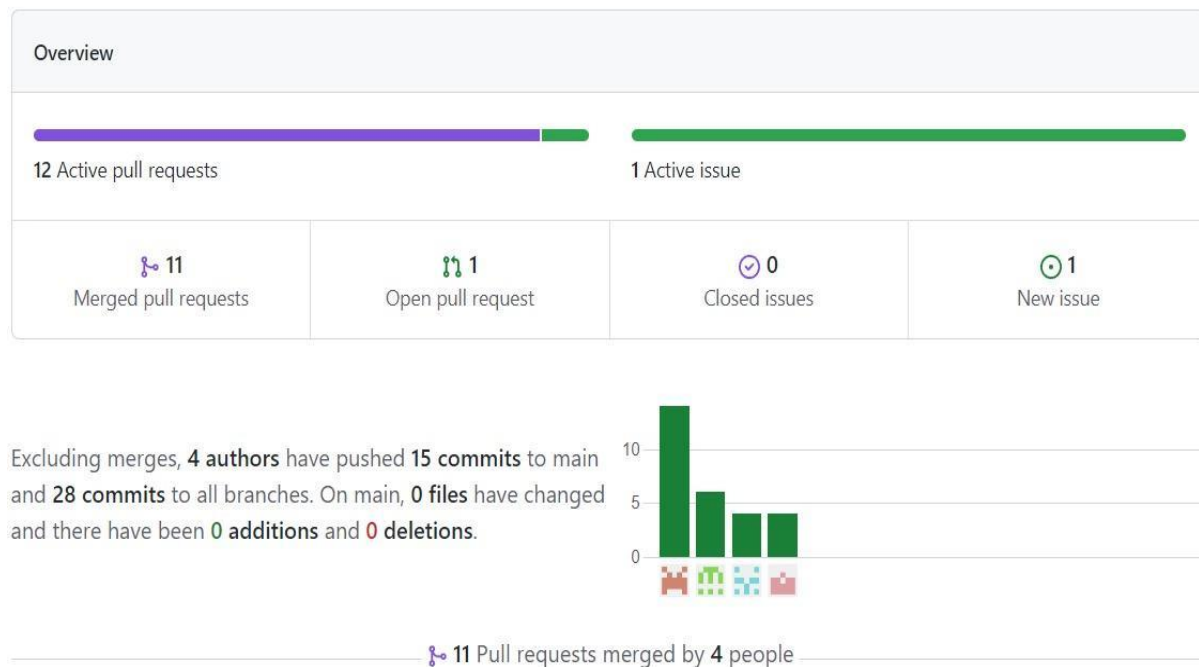 Overview
12 Active pull requests
1 Active issue
11
Merged pull requests
1
Open pull request
0
Closed issues
1
New issue
Excluding merges, 4 authors have pushed 15 commits to main
and 28 commits to all branches. On main, 0 files have changed
and there have been 0 additions and 0 deletions.
10
5
0
11 Pull requests merged by 4 people